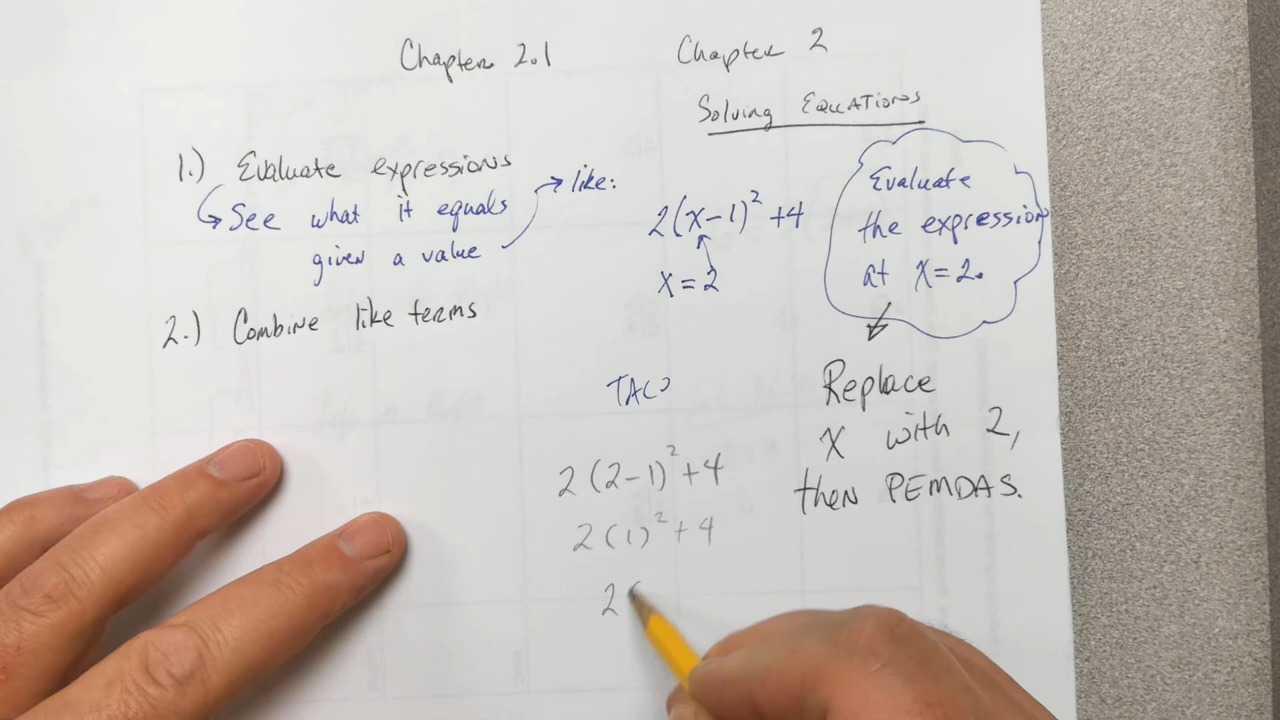 Chapter 2.1
Chapter 2
Solving Equations
1.) Evaluate expressions
See what it equals
given a value
like:
2(x-1)² +4
x = 2
Evaluate
the expression
at x=2.
2.) Combine like terms
TACO
Replace
x with 2,
then PEMDAS.
2(2-1)²+4
2(1)²+4
2(